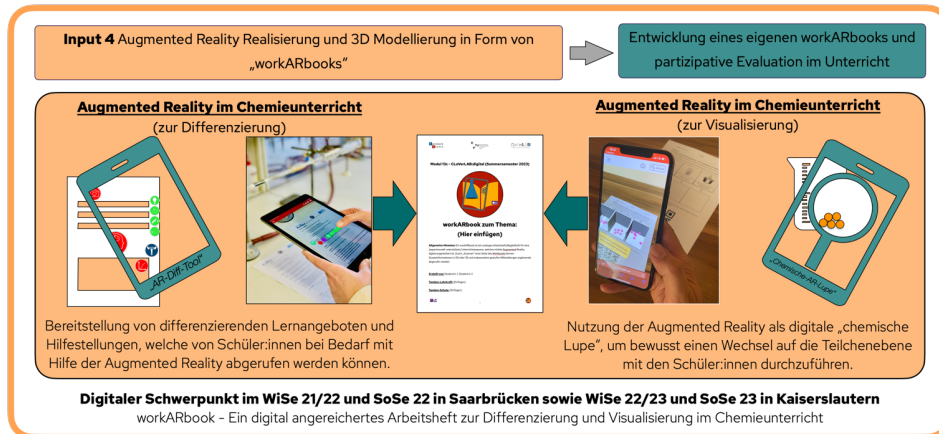 Input 4 Augmented Reality Realisierung und 3D Modellierung in Form von
„workARbooks"
Entwicklung eines eigenen workARbooks und
partizipative Evaluation im Unterricht
Augmented Reality im Chemieunterricht
(zur Differenzierung)
„AR-Diff-Tool"
Bereitstellung von differenzierenden Lernangeboten und
Hilfestellungen, welche von Schüler:innen bei Bedarf mit
Hilfe der Augmented Reality abgerufen werden können.
workARbook zum Thema:
(Hier einfügen)
Augmented Reality im Chemieunterricht
(zur Visualisierung)
„Chemische-AR-Lupe"
Nutzung der Augmented Reality als digitale „chemische
Lupe", um bewusst einen Wechsel auf die Teilchenebene
mit den Schüler:innen durchzuführen.
Digitaler Schwerpunkt im WiSe 21/22 und SoSe 22 in Saarbrücken sowie WiSe 22/23 und SoSe 23 in Kaiserslautern
workARbook - Ein digital angereichertes Arbeitsheft zur Differenzierung und Visualisierung im Chemieunterricht